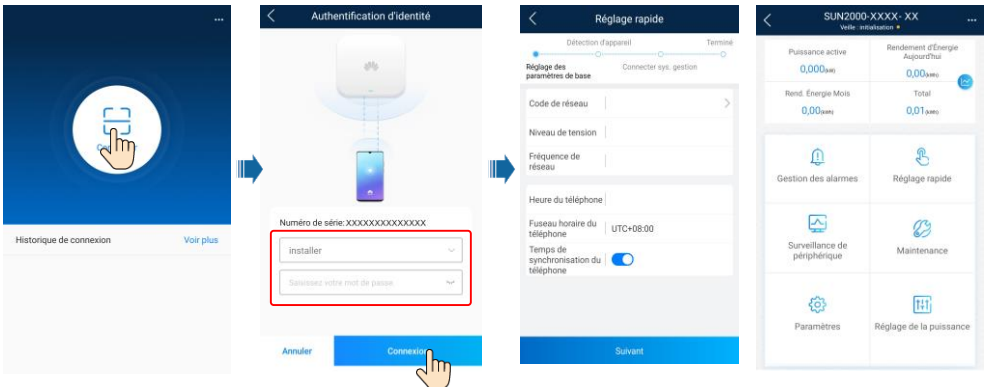 Historique de connexion
Voir plus
Authentification d'identité
Numéro de série: XXXXXXXXXXXXXX
installer
Saisissez votre mot de passe
Annuler
Connexion
Réglage rapide
Détection d'appareil
Terminé
Réglage des
paramètres de base
Connecter sys. gestion
Code de réseau
Niveau de tension
Fréquence de
réseau
Heure du téléphone
Fuseau horaire du
téléphone
UTC+08:00
Temps de
synchronisation du
téléphone
Suivant
SUN2000-XXXX- XX
Veille : initialisation
Puissance active
0,000(kW)
Rendement d'Énergie
Aujourd'hui
0,00(kWh)
Rend. Énergie Mois
0,00(kWh)
Total
0,01(kWh)
Gestion des alarmes
Réglage rapide
Surveillance de
périphérique
Maintenance
Paramètres
Réglage de la puissance